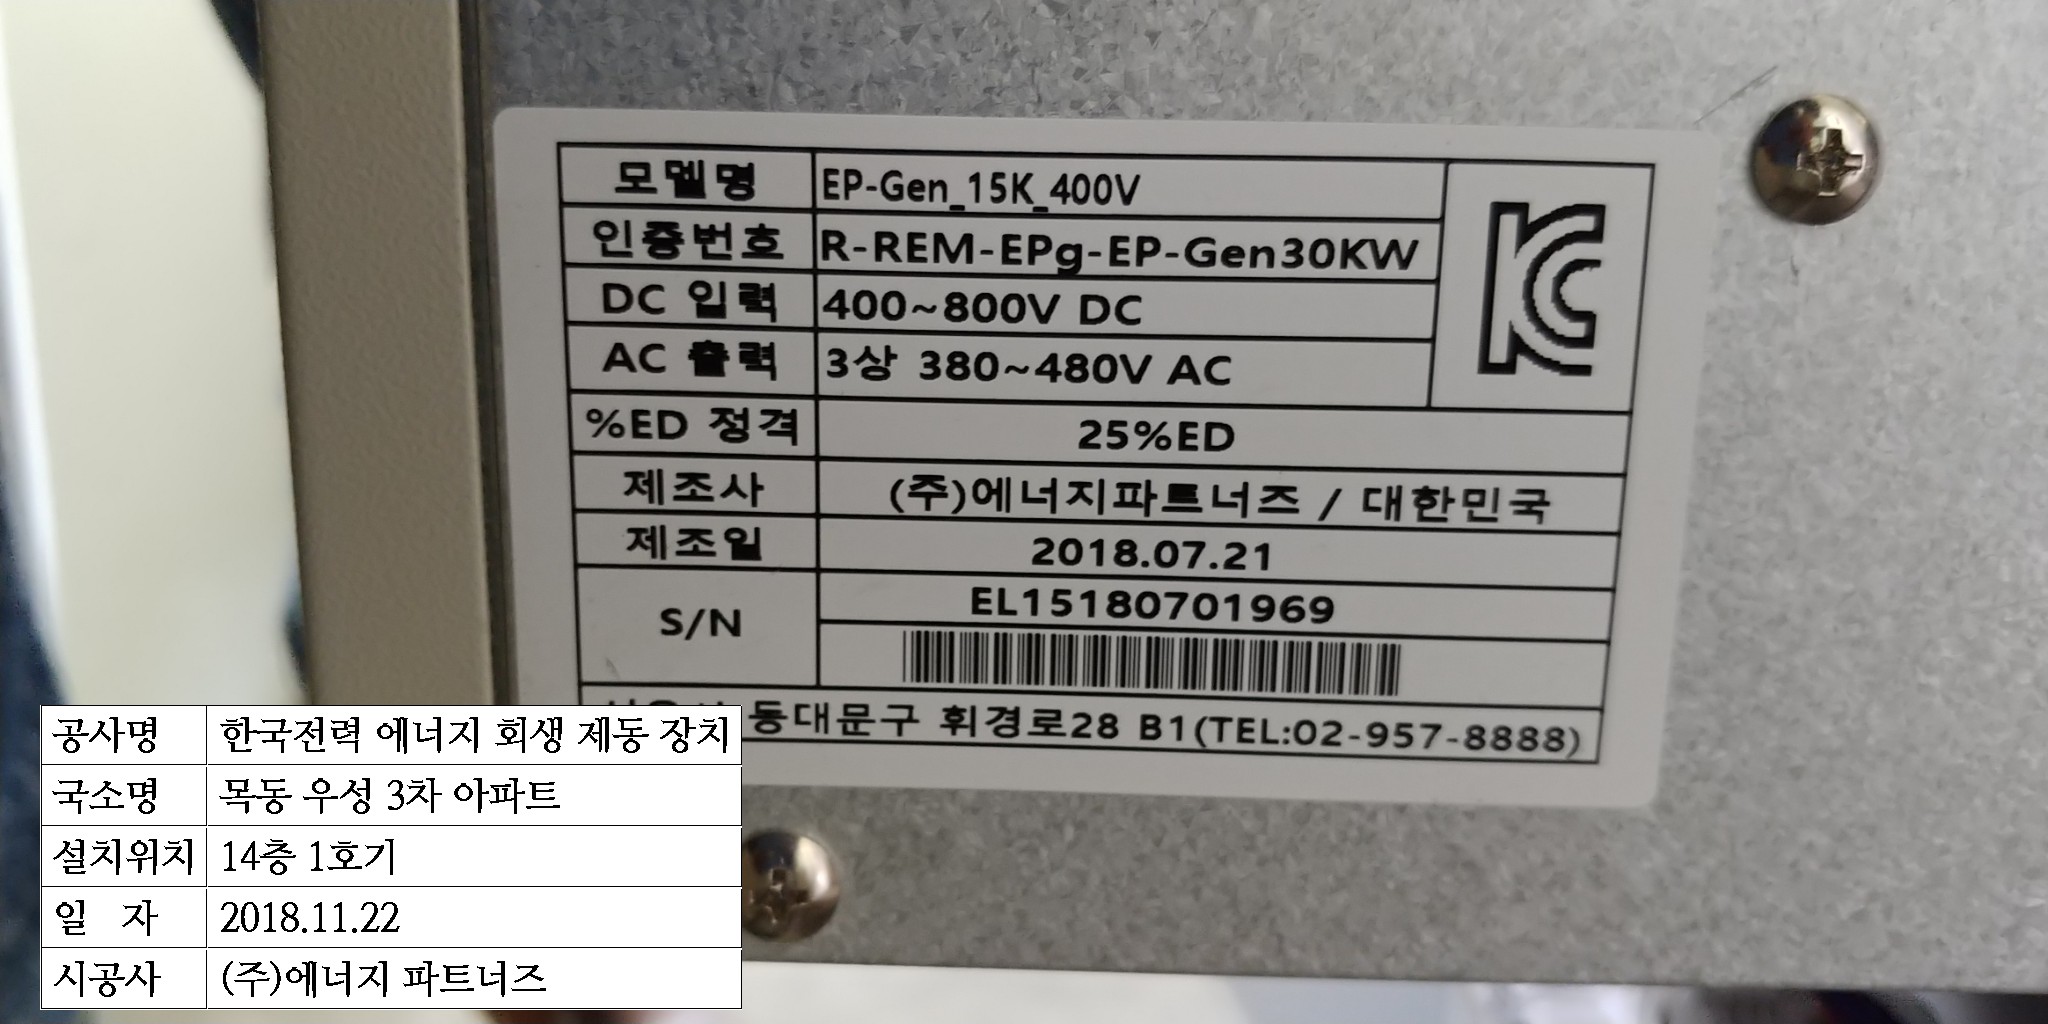 모델명 EP-Gen_15K_400V
인증번호 R-REM-EPg-EP-Gen30KW
DC 입력 400~800V DC
AC 출력 3상 380~480V AC
%ED 정격 25%ED
제조사 (주)에너지파트너즈 / 대한민국
제조일 2018.07.21
S/N EL15180701969
동대문구 휘경로28 B1(TEL:02-957-8888)
공사명 한국전력 에너지 회생 제동 장치
국소명 목동 우성 3차 아파트
설치위치 14층 1호기
일 자 2018.11.22
시공사 (주)에너지 파트너즈